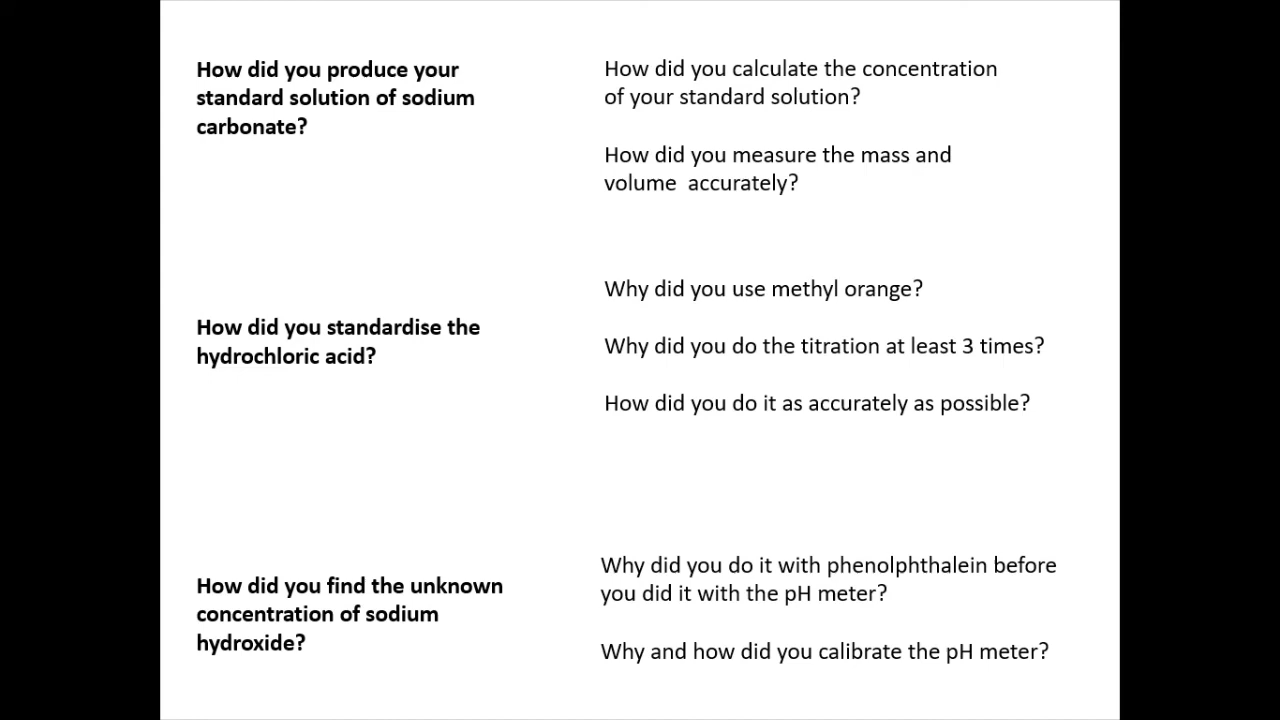 How did you produce your
standard solution of sodium
carbonate?
How did you calculate the concentration
of your standard solution?
How did you measure the mass and
volume  accurately?
How did you standardise the
hydrochloric acid?
Why did you use methyl orange?
Why did you do the titration at least 3 times?
How did you do it as accurately as possible?
How did you find the unknown
concentration of sodium
hydroxide?
Why did you do it with phenolphthalein before
you did it with the pH meter?
Why and how did you calibrate the pH meter?